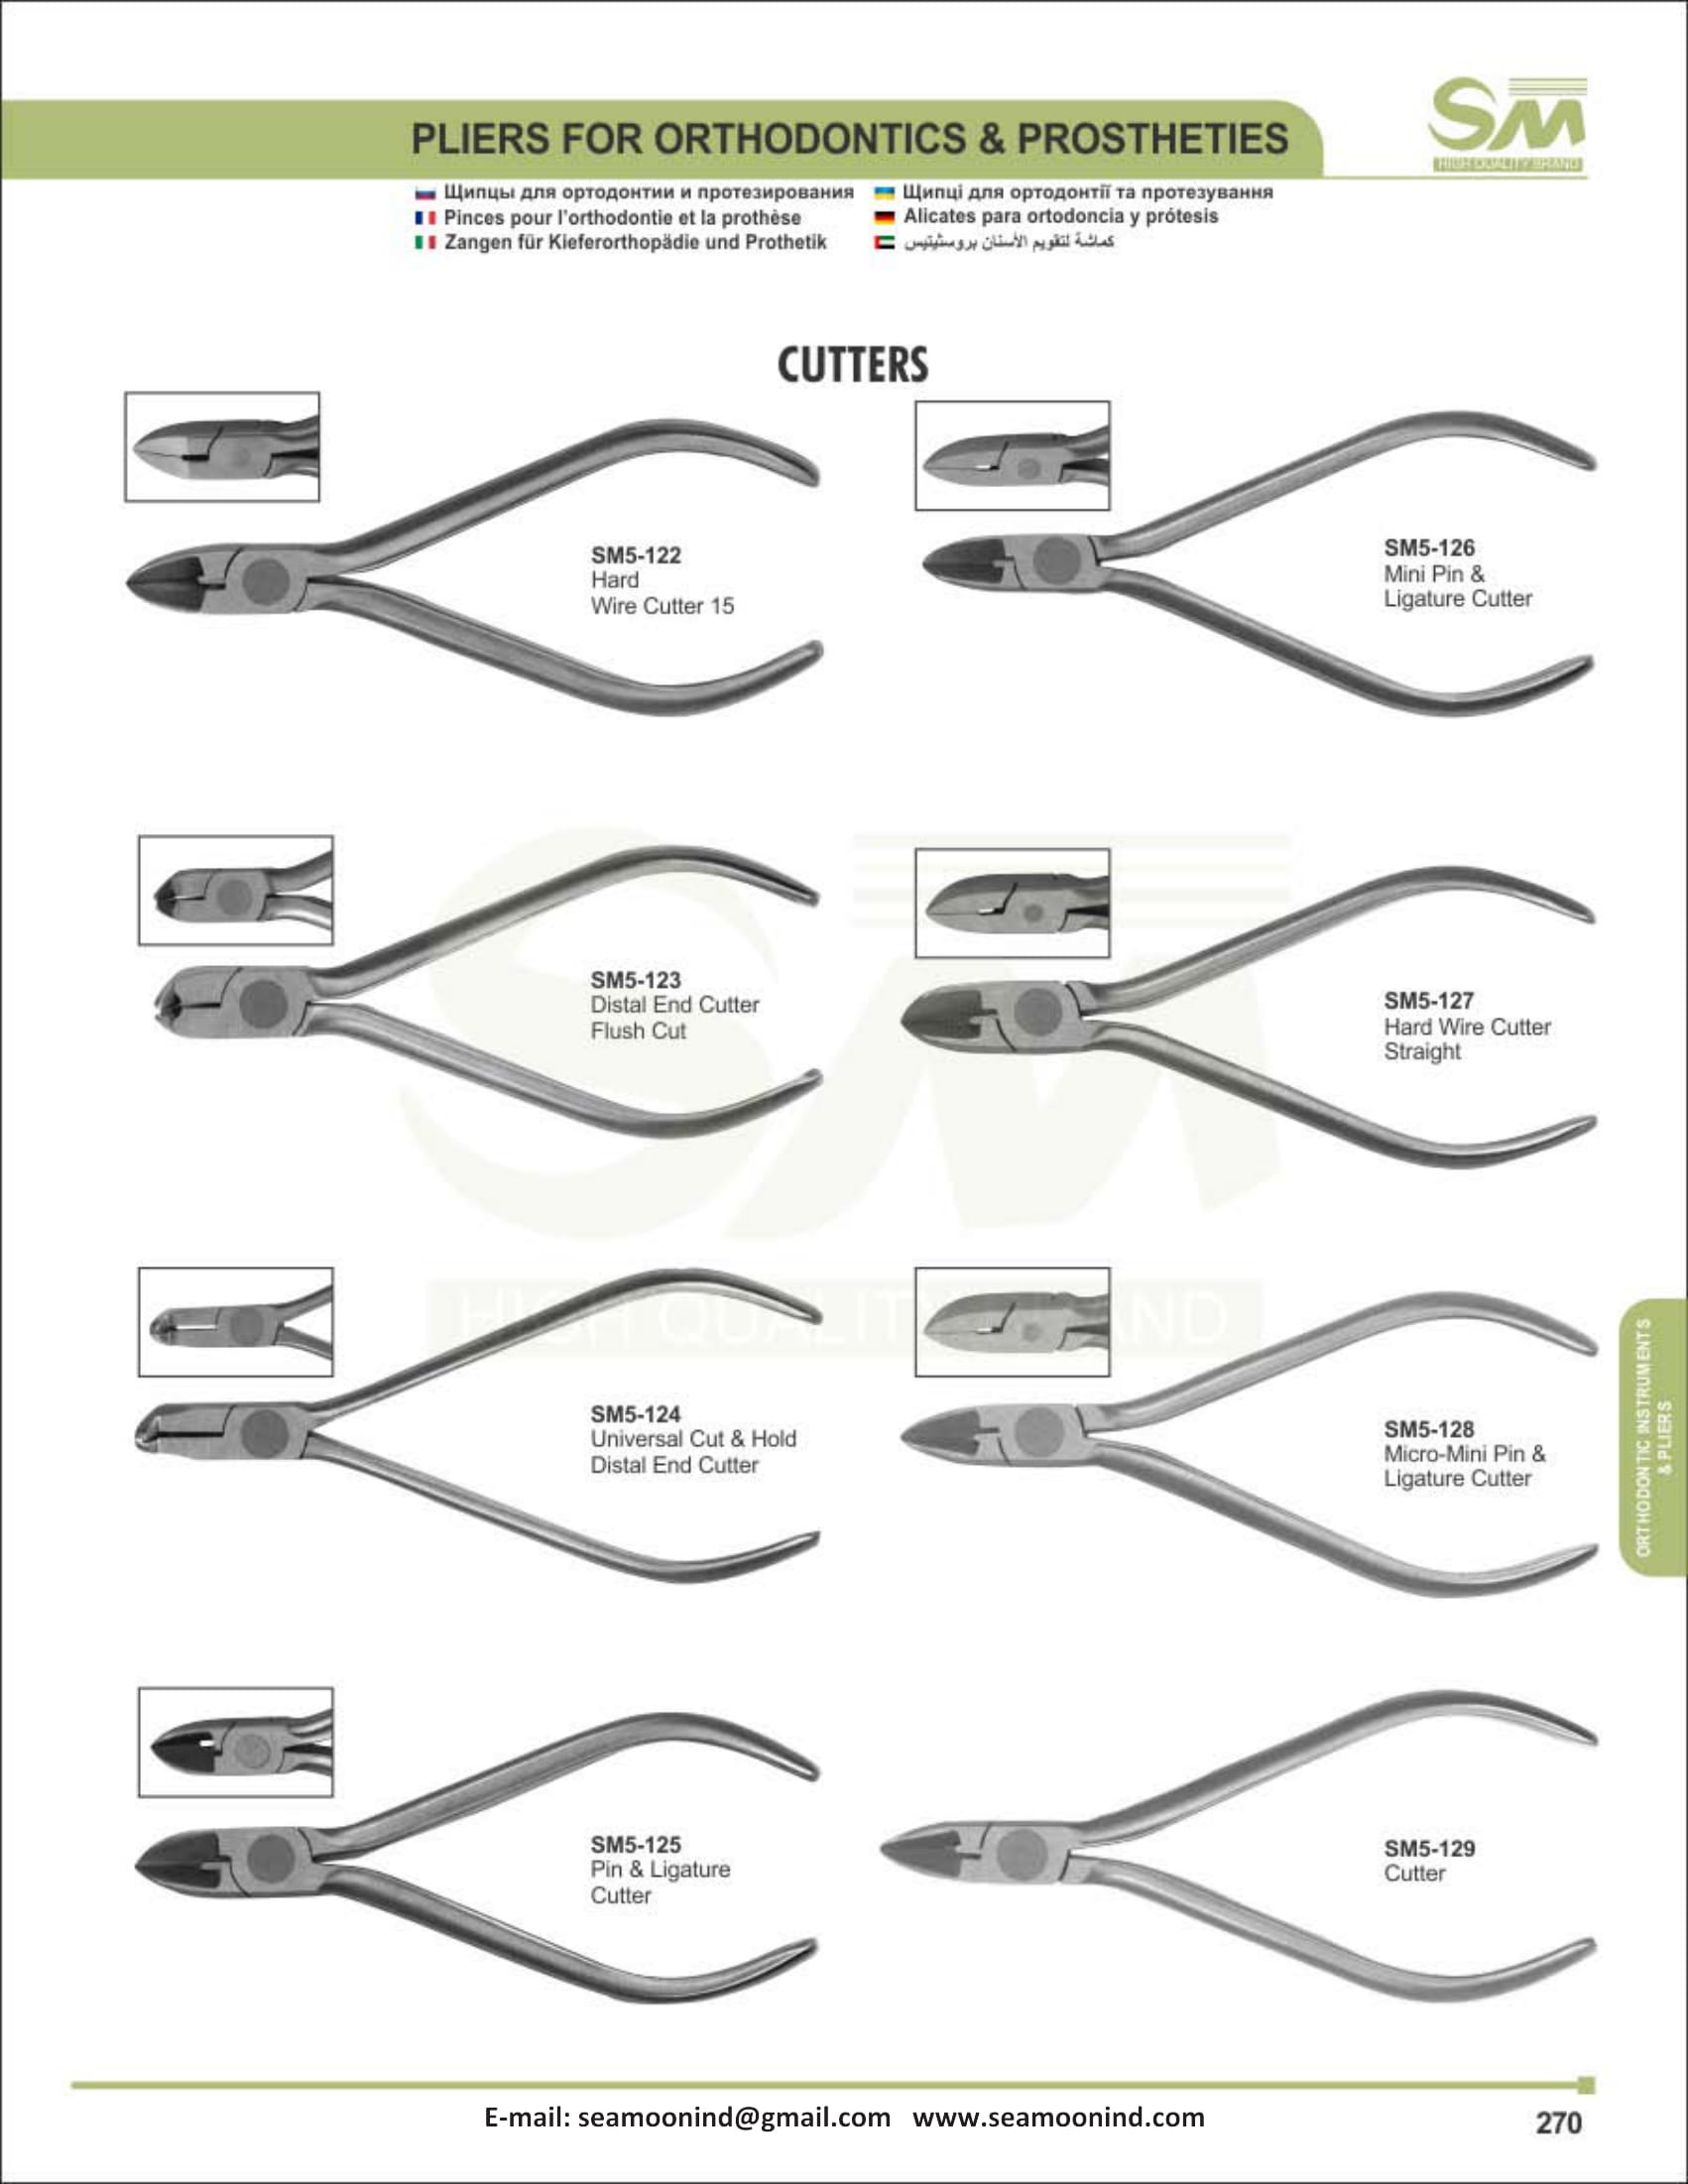 SM
HIGH QUALITY BRAND
PLIERS FOR ORTHODONTICS & PROSTHETIES
Щипцы для ортодонтии и протезирования
Pinces pour l'orthodontie et la prothèse
Zangen für Kieferorthopädie und Prothetik
Щипці для ортодонтії та протезування
Alicates para ortodoncia y prótesis
كماشة لتقويم الأسنان بروستيتيس
CUTTERS
SM5-122
Hard
Wire Cutter 15
SM5-126
Mini Pin &
Ligature Cutter
SM5-123
Distal End Cutter
Flush Cut
SM5-127
Hard Wire Cutter
Straight
SM5-124
Universal Cut & Hold
Distal End Cutter
SM5-128
Micro-Mini Pin &
Ligature Cutter
SM5-125
Pin & Ligature
Cutter
SM5-129
Cutter
ORTHODONTIC INSTRUMENTS
& PLIERS
E-mail: seamoonind@gmail.com www.seamoonind.com
270